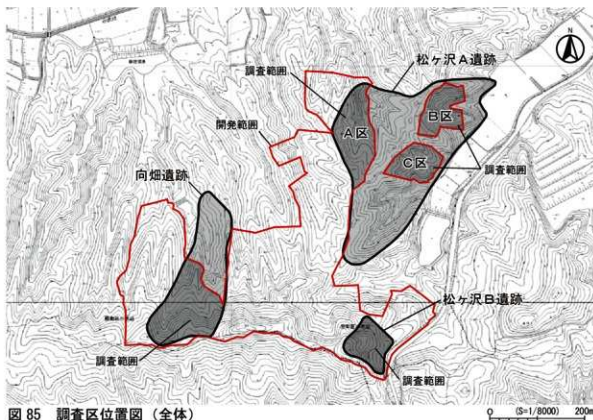 調査範囲
松ヶ沢A遺跡
開発範囲
A区
B区
C区
調査範囲
向畑遺跡
松ヶ沢B遺跡
調査範囲
調査範囲
図85 調査区位置図（全体）
0 (S=1/8000) 200m